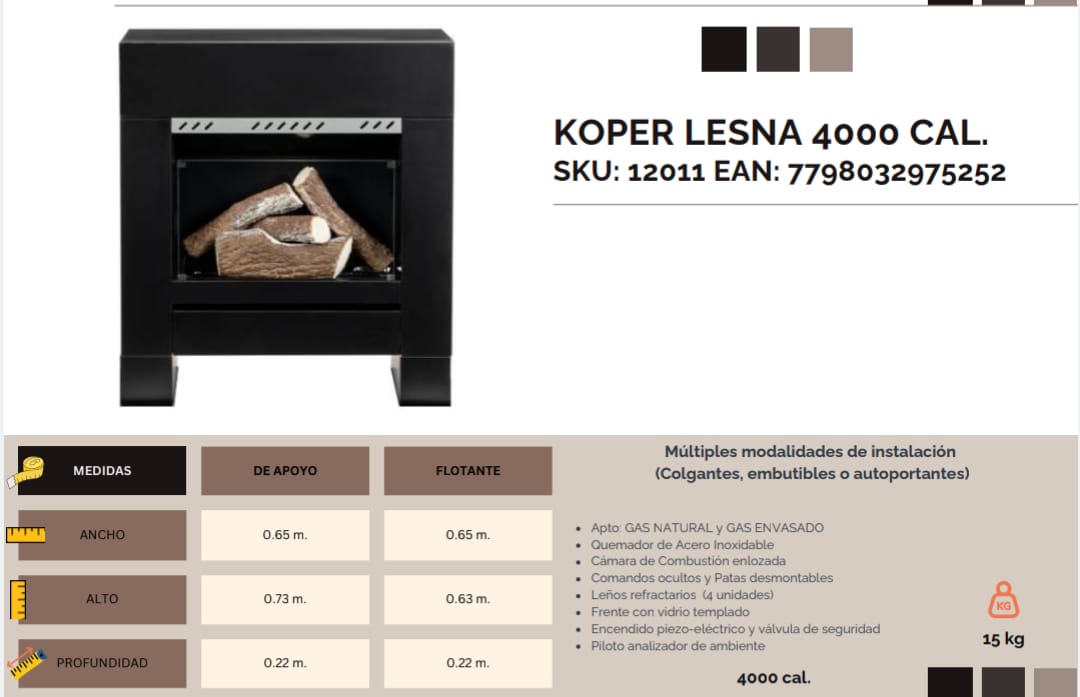 KOPER LESNA 4000 CAL.
SKU: 12011 EAN: 7798032975252
MEDIDAS
DE APOYO
FLOTANTE
ANCHO
0.65 m.
0.65 m.
ALTO
0.73 m.
0.63 m.
PROFUNDIDAD
0.22 m.
0.22 m.
Múltiples modalidades de instalación
(Colgantes, embutibles o autoportantes)
• Apto: GAS NATURAL y GAS ENVASADO
• Quemador de Acero Inoxidable
• Cámara de Combustión enlozada
• Comandos ocultos y Patas desmontables
• Leños refractarios (4 unidades)
• Frente con vidrio templado
• Encendido piezo-eléctrico y válvula de seguridad
• Piloto analizador de ambiente
4000 cal.
KG
15 kg